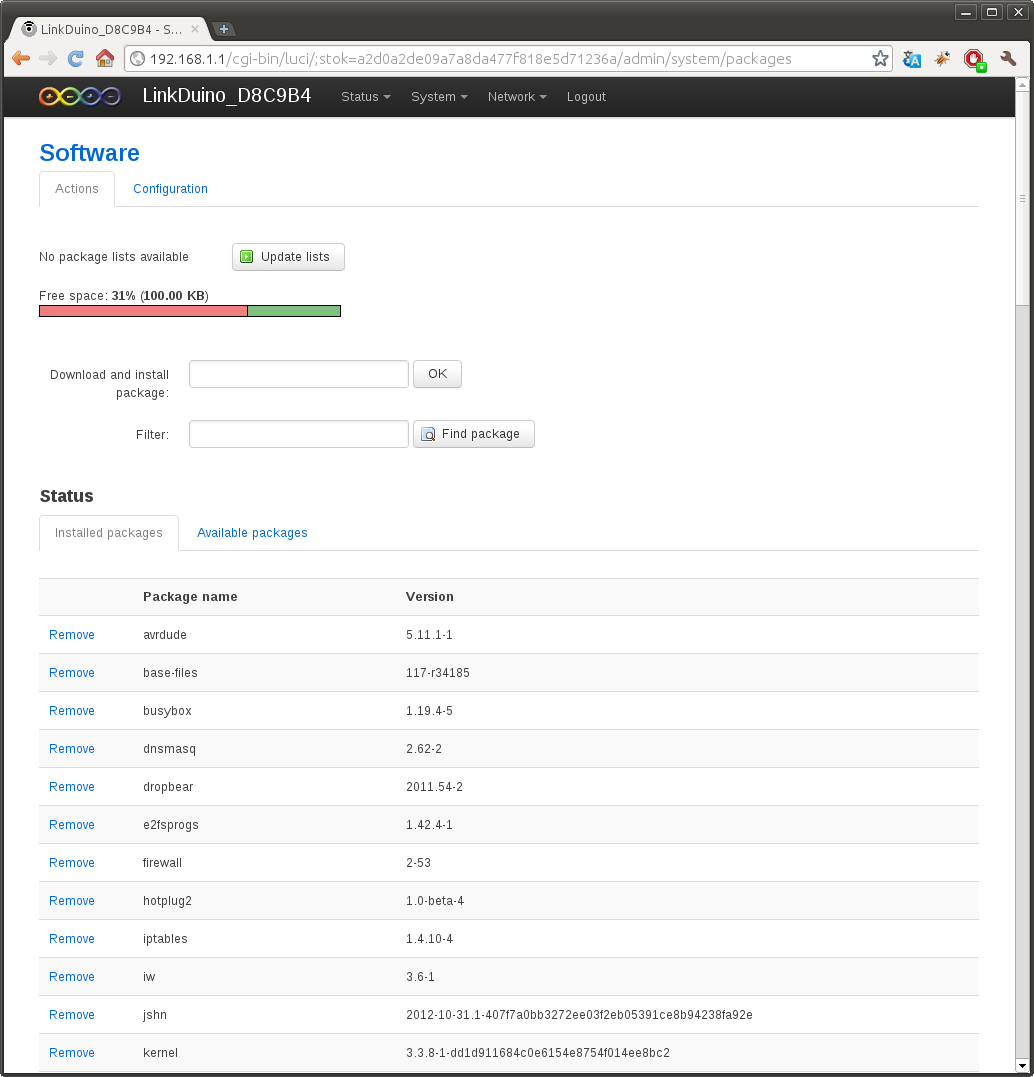 LinkDuino_D8C9B4 - S...
192.168.1.1/cgi-bin/luci/;stok=a2d0a2de09a7a8da477f818e5d71236a/admin/system/packages
LinkDuino_D8C9B4 Status System Network Logout
Software
Actions Configuration
No package lists available Update lists
Free space: 31% (100.00 KB)
Download and install
package:
OK
Filter: Find package
Status
Installed packages Available packages
Package name Version
Remove avrdude 5.11.1-1
Remove base-files 117-r34185
Remove busybox 1.19.4-5
Remove dnsmasq 2.62-2
Remove dropbear 2011.54-2
Remove e2fsprogs 1.42.4-1
Remove firewall 2-53
Remove hotplug2 1.0-beta-4
Remove iptables 1.4.10-4
Remove iw 3.6-1
Remove jshn 2012-10-31.1-407f7a0bb3272ee03f2eb05391ce8b94238fa92e
Remove kernel 3.3.8-1-dd1d911684c0e6154e8754f014ee8bc2